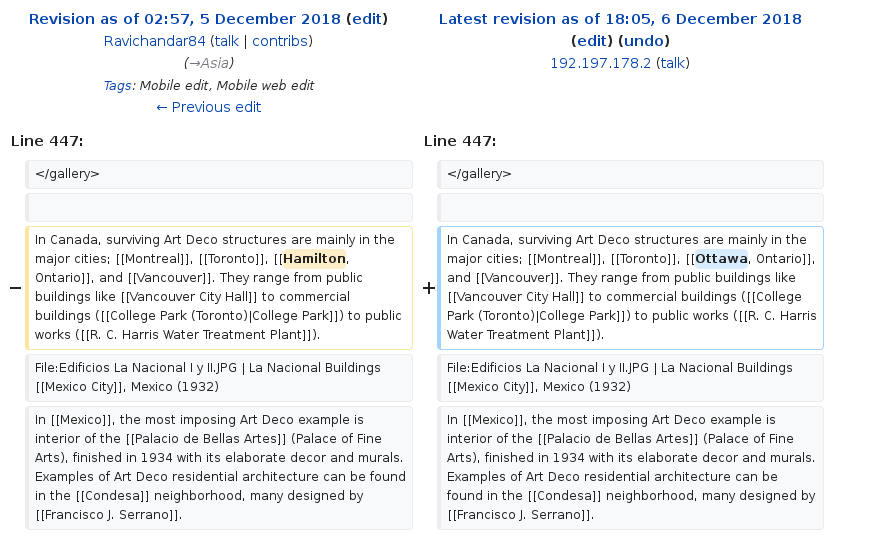 Revision as of 02:57, 5 December 2018 (edit)
Ravichandar84 (talk | contribs)
(→Asia)
Tags: Mobile edit, Mobile web edit
← Previous edit
Latest revision as of 18:05, 6 December 2018
(edit) (undo)
192.197.178.2 (talk)
Line 447:
Line 447:
</gallery>
</gallery>
−
In Canada, surviving Art Deco structures are mainly in the
major cities; [[Montreal]], [[Toronto]], [[Hamilton,
Ontario]], and [[Vancouver]]. They range from public
buildings like [[Vancouver City Hall]] to commercial
buildings ([[College Park (Toronto)|College Park]]) to public
works ([[R. C. Harris Water Treatment Plant]]).
+
In Canada, surviving Art Deco structures are mainly in the
major cities; [[Montreal]], [[Toronto]], [[Ottawa, Ontario]],
and [[Vancouver]]. They range from public buildings like
[[Vancouver City Hall]] to commercial buildings ([[College
Park (Toronto)|College Park]]) to public works ([[R. C. Harris
Water Treatment Plant]]).
File:Edificios La Nacional I y II.JPG | La Nacional Buildings
[[Mexico City]], Mexico (1932)
File:Edificios La Nacional I y II.JPG | La Nacional Buildings
[[Mexico City]], Mexico (1932)
In [[Mexico]], the most imposing Art Deco example is
interior of the [[Palacio de Bellas Artes]] (Palace of Fine
Arts), finished in 1934 with its elaborate decor and murals.
Examples of Art Deco residential architecture can be found
in the [[Condesa]] neighborhood, many designed by
[[Francisco J. Serrano]].
In [[Mexico]], the most imposing Art Deco example is
interior of the [[Palacio de Bellas Artes]] (Palace of Fine
Arts), finished in 1934 with its elaborate decor and murals.
Examples of Art Deco residential architecture can be
found in the [[Condesa]] neighborhood, many designed by
[[Francisco J. Serrano]].